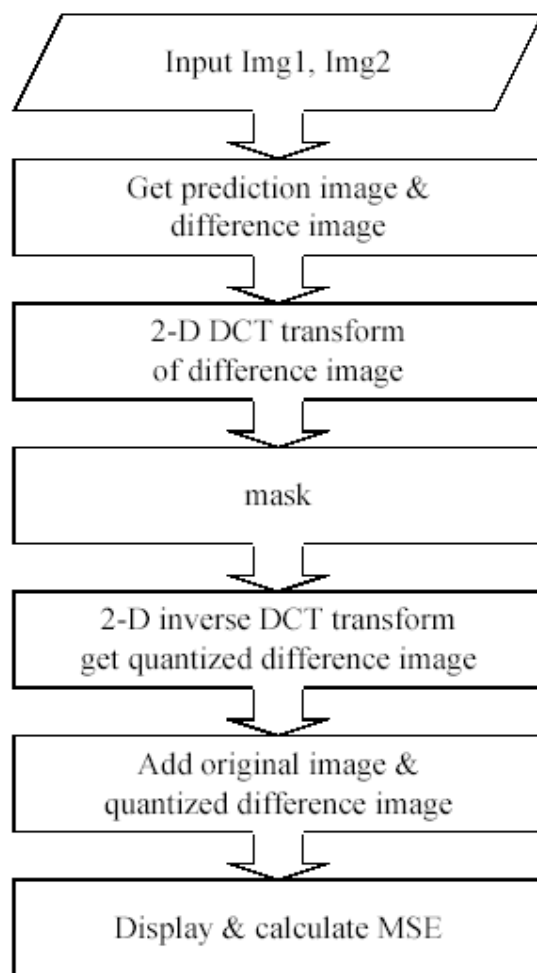 Input Img1, Img2
Get prediction image &
difference image
2-D DCT transform
of difference image
mask
2-D inverse DCT transform
get quantized difference image
Add original image &
quantized difference image
Display & calculate MSE